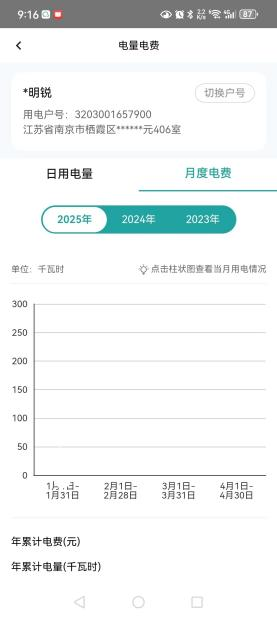 9:16
2.2 K/s
87
电量电费
*明锐
切换户号
用电户号：3203001657900
江苏省南京市栖霞区******元406室
日用电量
月度电费
2025年
2024年
2023年
单位：千瓦时
点击柱状图查看当月用电情况
300
250
200
150
100
50
0
1月31日
2月1日-
2月28日
3月1日-
3月31日
4月1日-
4月30日
年累计电费(元)
年累计电量(千瓦时)